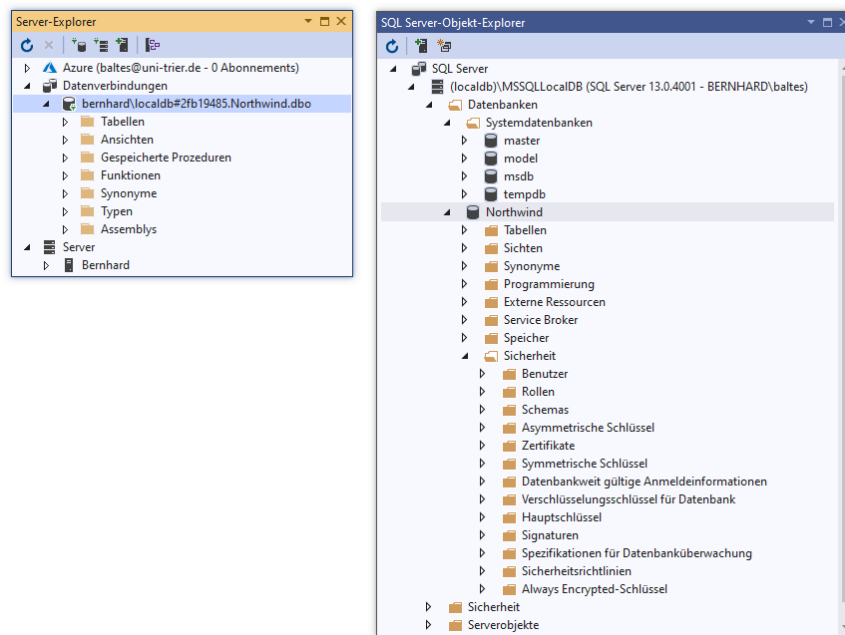 Server-Explorer
Azure (baltes@uni-trier.de - 0 Abonnements)
Datenverbindungen
bernhard\localdb#2fb19485.Northwind.dbo
Tabellen
Ansichten
Gespeicherte Prozeduren
Funktionen
Synonyme
Typen
Assemblys
Server
Bernhard
SQL Server-Objekt-Explorer
SQL Server
(localdb)\MSSQLLocalDB (SQL Server 13.0.4001 - BERNHARD\baltes)
Datenbanken
Systemdatenbanken
master
model
msdb
tempdb
Northwind
Tabellen
Sichten
Synonyme
Programmierung
Externe Ressourcen
Service Broker
Speicher
Sicherheit
Benutzer
Rollen
Schemas
Asymmetrische Schlüssel
Zertifikate
Symmetrische Schlüssel
Datenbankweit gültige Anmeldeinformationen
Verschlüsselungsschlüssel für Datenbank
Hauptschlüssel
Signaturen
Spezifikationen für Datenbanküberwachung
Sicherheitsrichtlinien
Always Encrypted-Schlüssel
Sicherheit
Serverobjekte